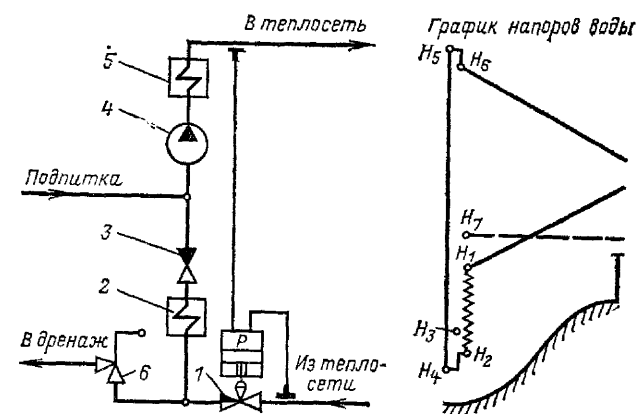 В теплосеть
График напоров воды
5
4
Подпитка
3
2
В дренаж
6
1
P
Из тепло-
сети
H5
H6
H7
H1
H3
H2
H4